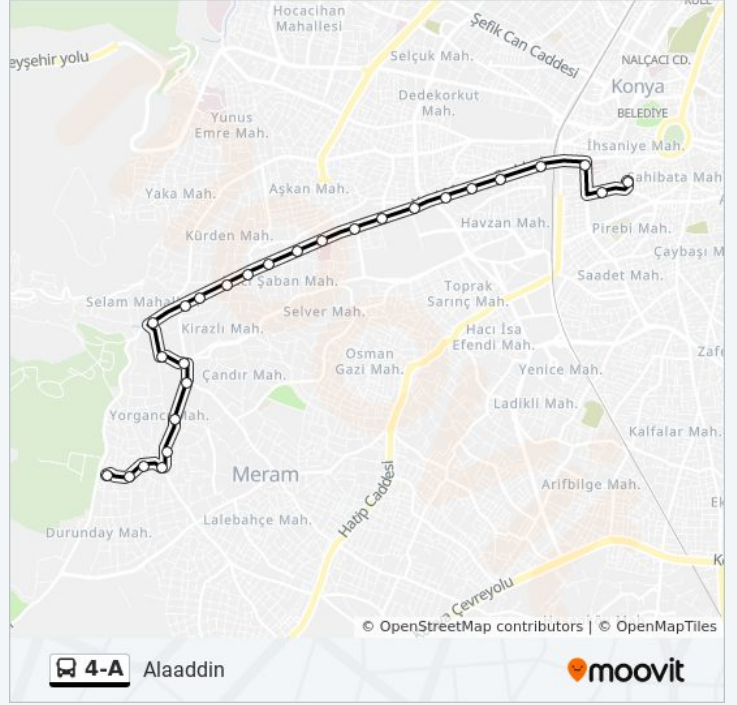 KULE
Hocacihan
Mahallesi
Şefik Can Caddesi
eyşehir yolu
Selçuk Mah.
NALÇACI CD.
Konya
Dedekorkut
Mah.
BELEDİYE
Yunus
Emre Mah.
İhsaniye Mah.
Sahibata Mah
Yaka Mah.
Aşkan Mah.
Havzan Mah.
Pirebi Mah.
Kürden Mah.
Çaybaşı M
Saadet Mah.
Şaban Mah.
Toprak
Sarınç Mah.
Selam Mahal
Selver Mah.
Kirazlı Mah.
Hacı İsa
Efendi Mah.
Osman
Gazi Mah.
Zafe
Çandır Mah.
Yenice Mah.
Ladikli Mah.
Yorgancı Mah.
Kalfalar Mah.
Meram
Arifbilge Mah.
Hatip Caddesi
Lalebahçe Mah.
Durunday Mah.
Çevreyolu
© OpenStreetMap contributors | © OpenMapTiles
4-A Alaaddin
moovit